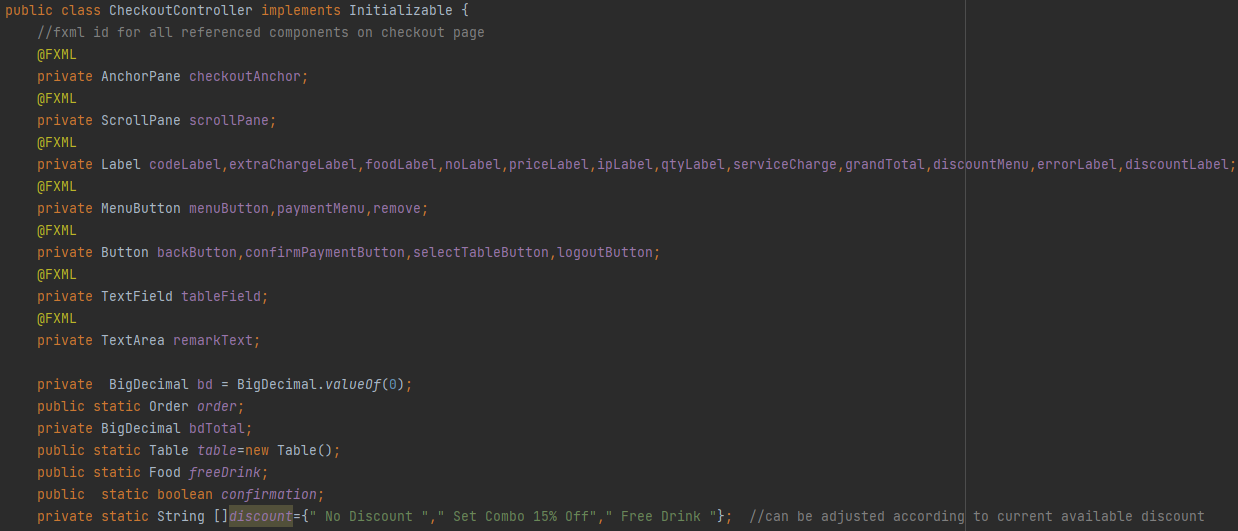 public class CheckoutController implements Initializable {
    //fxml id for all referenced components on checkout page
    @FXML
    private AnchorPane checkoutAnchor;
    @FXML
    private ScrollPane scrollPane;
    @FXML
    private Label codeLabel,extraChargeLabel,foodLabel,noLabel,priceLabel,ipLabel,qtyLabel,serviceCharge,grandTotal,discountMenu,errorLabel,discountLabel;
    @FXML
    private MenuButton menuButton,paymentMenu,remove;
    @FXML
    private Button backButton,confirmPaymentButton,selectTableButton,logoutButton;
    @FXML
    private TextField tableField;
    @FXML
    private TextArea remarkText;

    private  BigDecimal bd = BigDecimal.valueOf(0);
    public static Order order;
    private BigDecimal bdTotal;
    public static Table table=new Table();
    public static Food freeDrink;
    public  static boolean confirmation;
    private static String []discount={" No Discount "," Set Combo 15% Off"," Free Drink "};  //can be adjusted according to current available discount